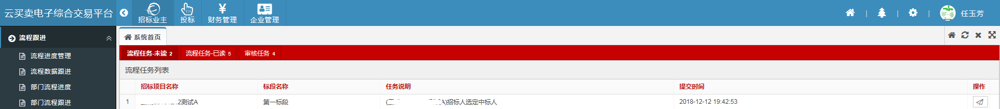 云买卖电子综合交易平台
招标业主 投标 财务管理 企业管理
任玉芳
流程跟进
系统首页
流程进度管理
流程数据跟进
部门流程进度
部门流程跟进
流程任务-未读 2 流程任务-已读 5 审核任务 4
流程任务列表
招标项目名称 标段名称 任务说明 提交时间 操作
1 2测试A 第一标段 A)招标人选定中标人 2018-12-12 19:42:53